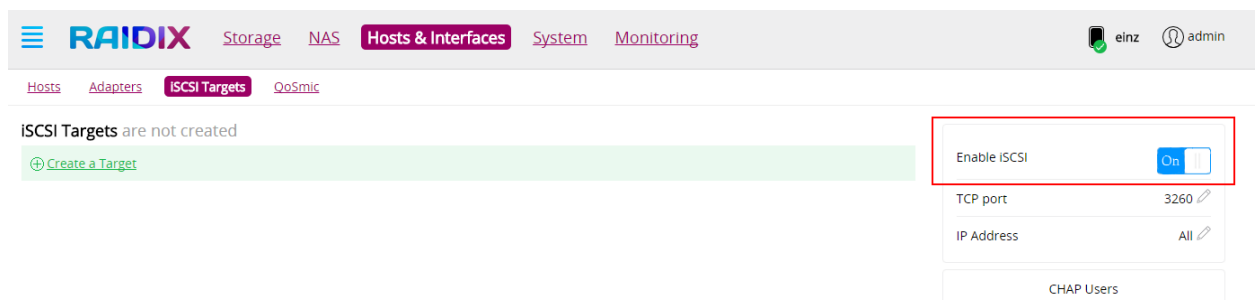 RAIDIX Storage NAS Hosts & Interfaces System Monitoring einz admin
Hosts Adapters iSCSI Targets QoSmic
iSCSI Targets are not created
Create a Target
Enable iSCSI On
TCP port 3260
IP Address All
CHAP Users